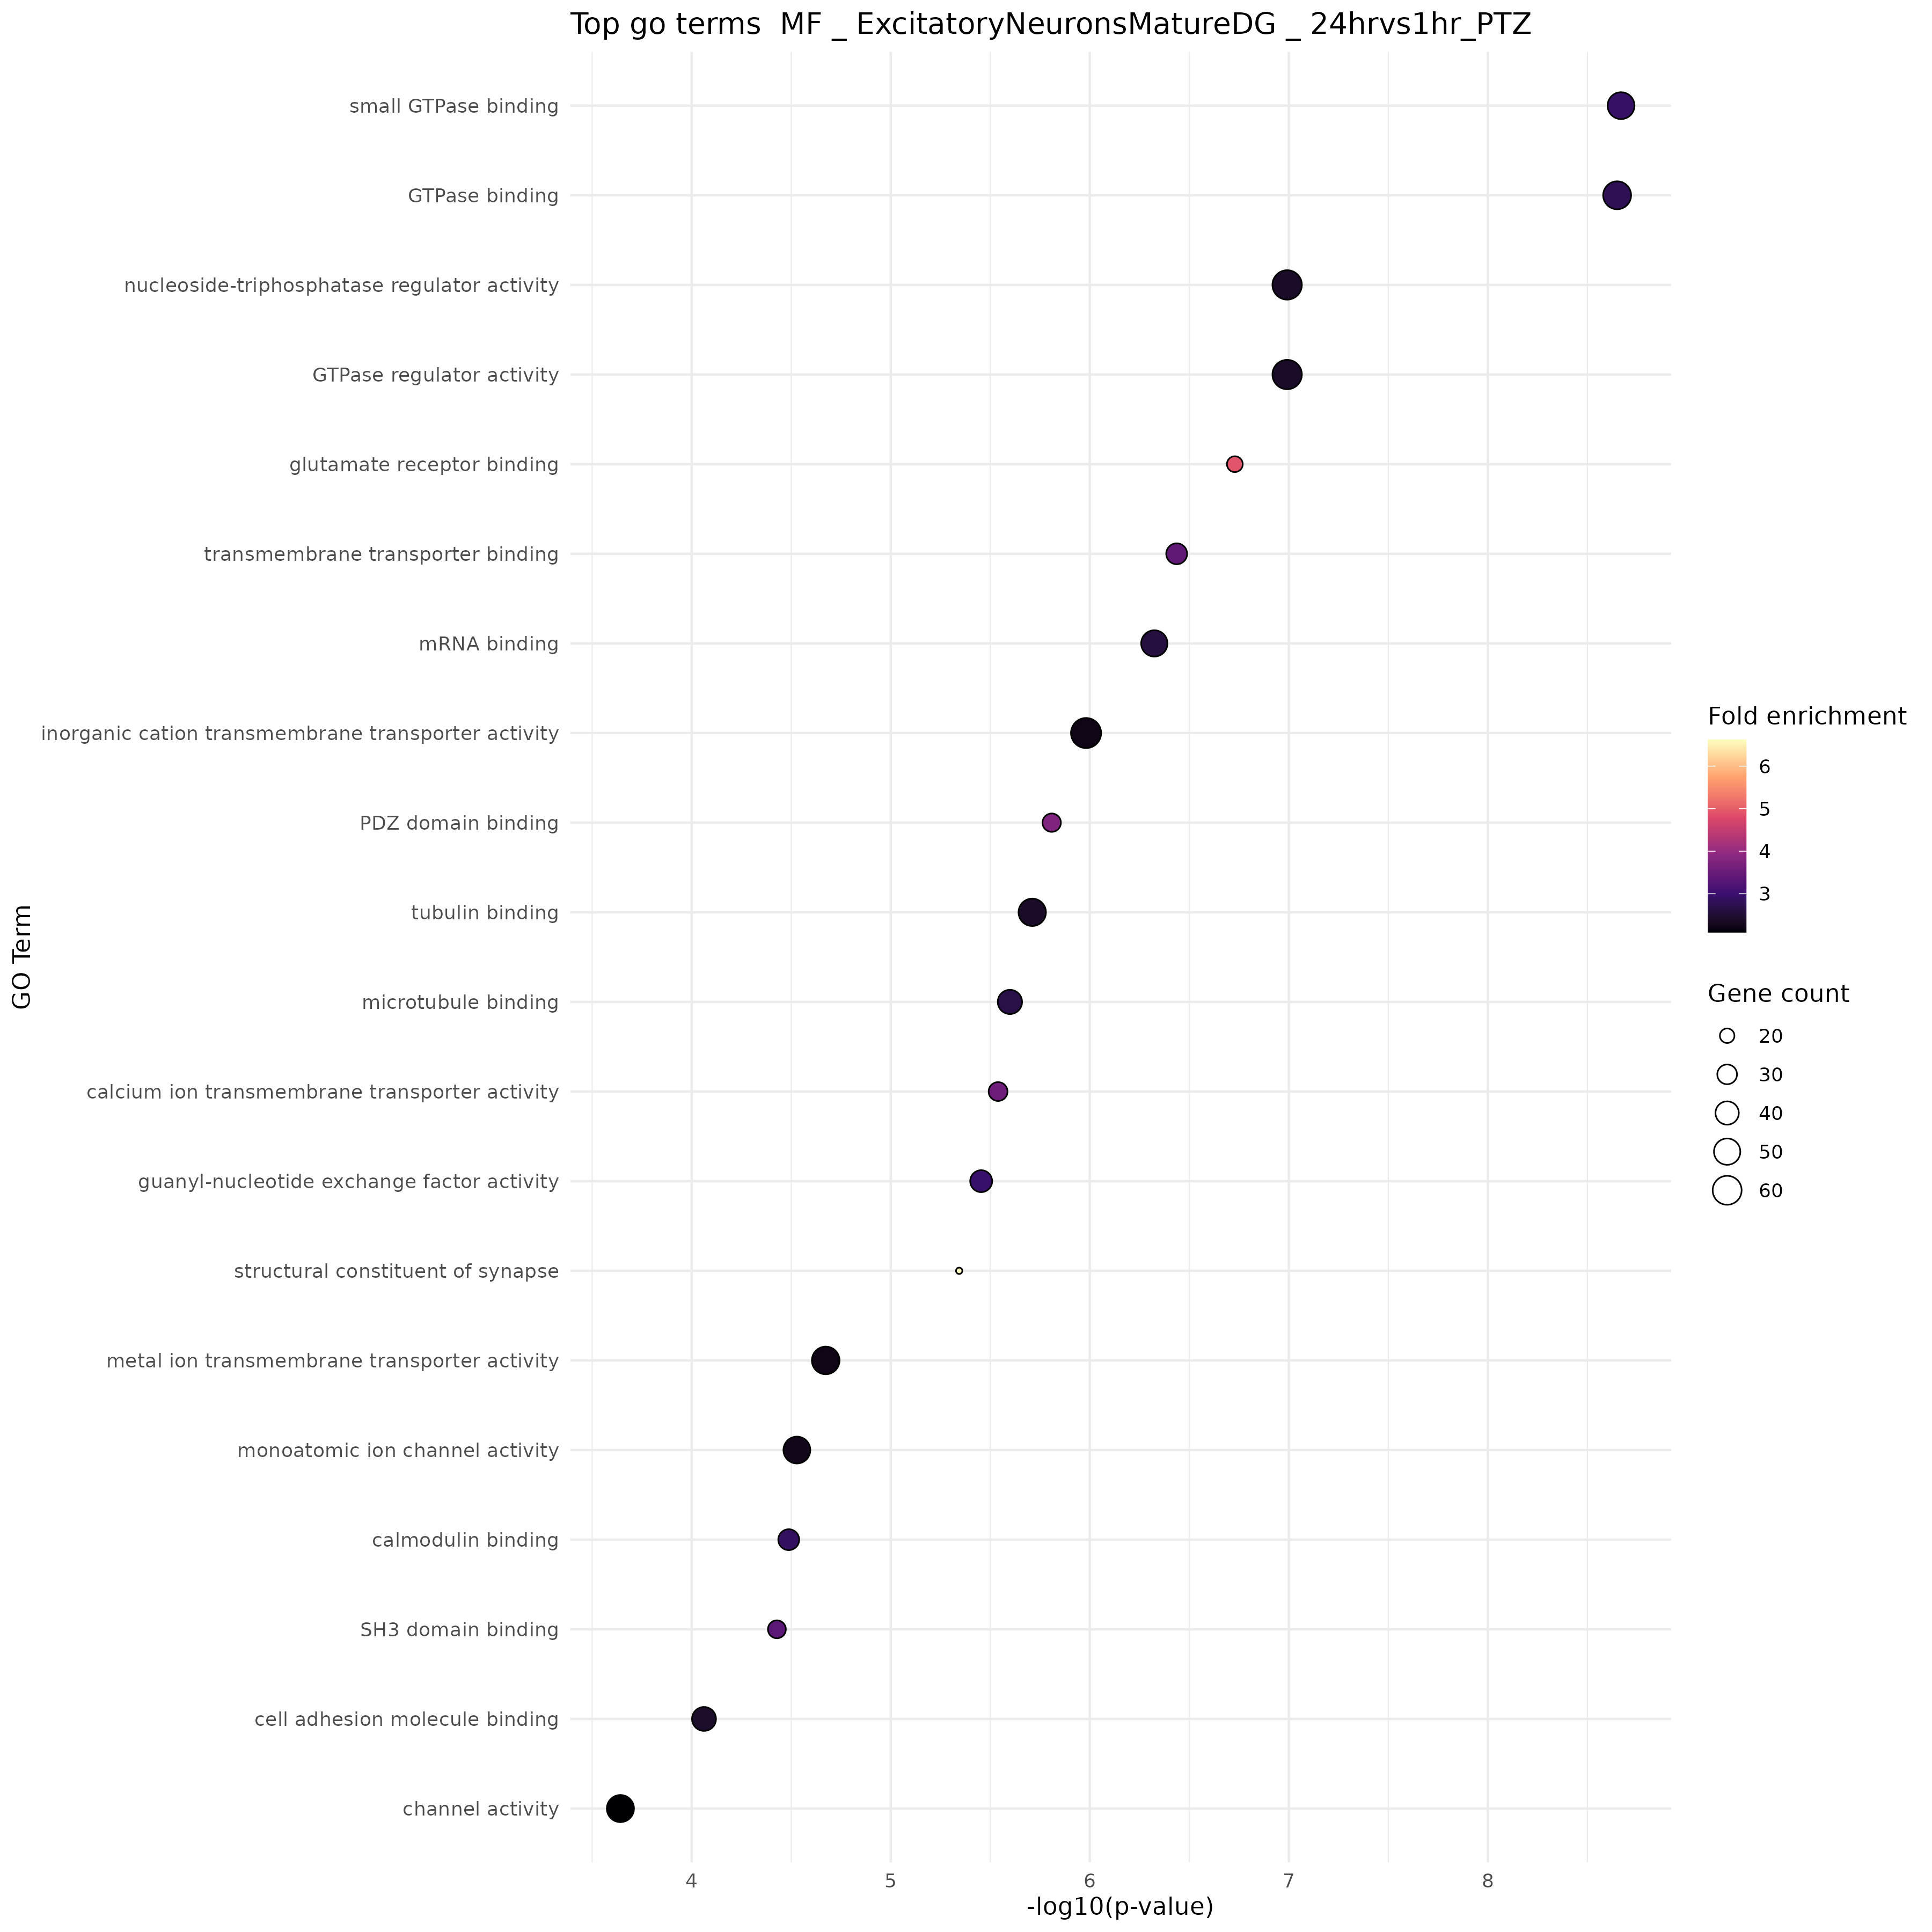 Top go terms  MF _ ExcitatoryNeuronsMatureDG _ 24hrvs1hr_PTZ
GO Term
small GTPase binding
GTPase binding
nucleoside-triphosphatase regulator activity
GTPase regulator activity
glutamate receptor binding
transmembrane transporter binding
mRNA binding
inorganic cation transmembrane transporter activity
PDZ domain binding
tubulin binding
microtubule binding
calcium ion transmembrane transporter activity
guanyl-nucleotide exchange factor activity
structural constituent of synapse
metal ion transmembrane transporter activity
monoatomic ion channel activity
calmodulin binding
SH3 domain binding
cell adhesion molecule binding
channel activity
4 5 6 7 8
-log10(p-value)
Fold enrichment
6
5
4
3
Gene count
20
30
40
50
60